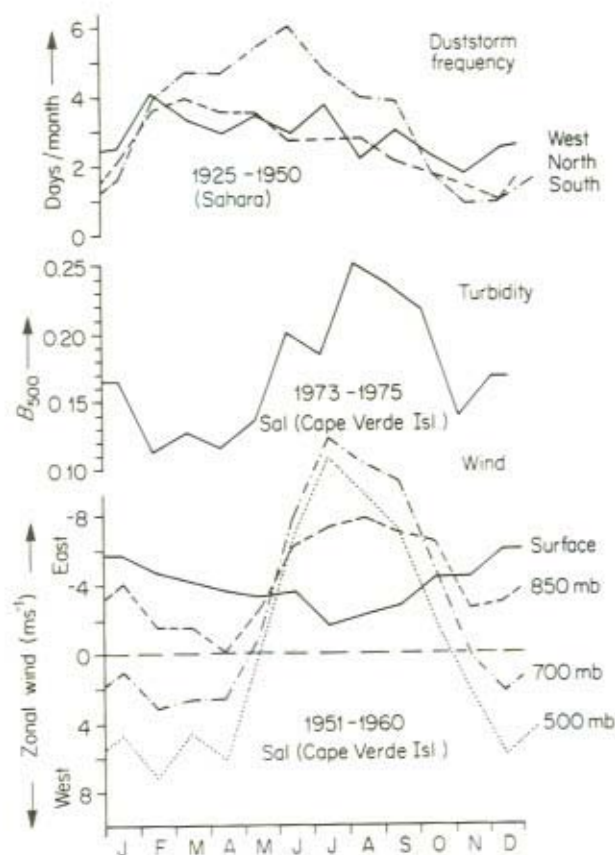 6
4
2
0
Days/month
Duststorm
frequency
West
North
South
1925-1950
(Sahara)
0.25
0.20
0.15
0.10
B500
Turbidity
1973-1975
Sal (Cape Verde Isl.)
Wind
-8
-4
0
4
8
East
West
Zonal wind (ms-1)
Surface
850 mb
700 mb
500 mb
1951-1960
Sal (Cape Verde Isl.)
J F M A M J J A S O N D